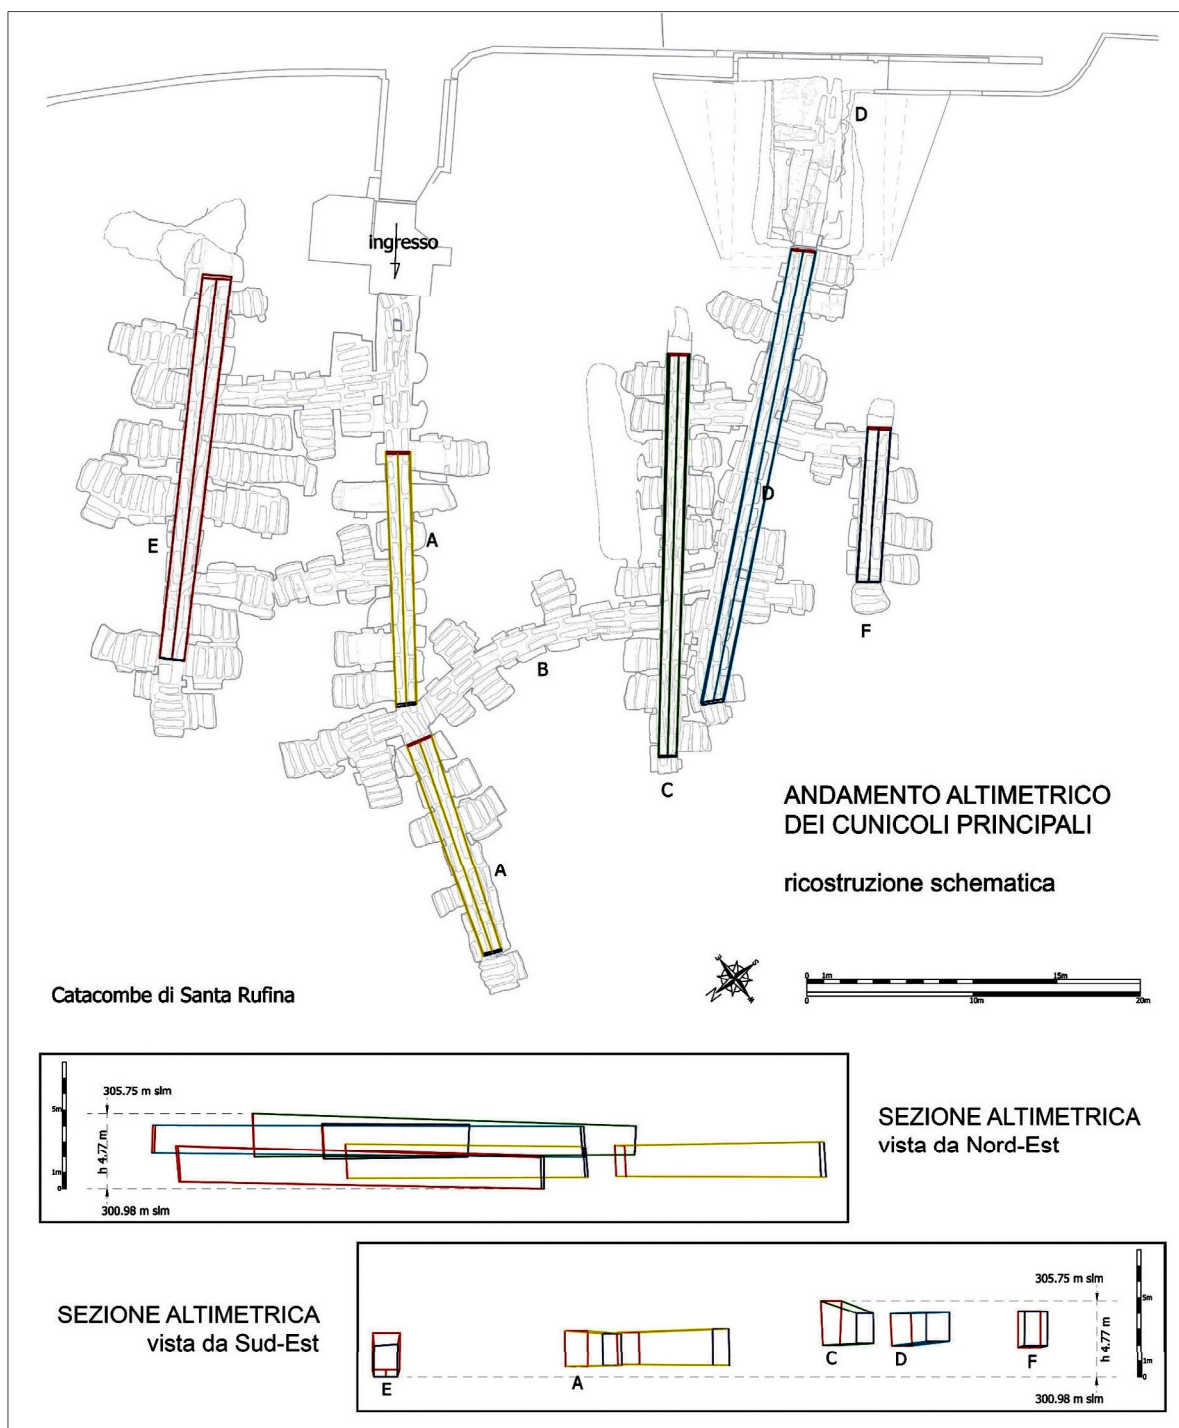 D
ingresso
E
A
D
F
B
C
A
ANDAMENTO ALTIMETRICO
DEI CUNICOLI PRINCIPALI
ricostruzione schematica
Catacombe di Santa Rufina
E
S
N
W
0 1m 15m
0 10m 20m
305.75 m slm
5m
h 4.77 m
1m
0
300.98 m slm
SEZIONE ALTIMETRICA
vista da Nord-Est
SEZIONE ALTIMETRICA
vista da Sud-Est
305.75 m slm
5m
h 4.77 m
1m
0
300.98 m slm
E
A
C
D
F